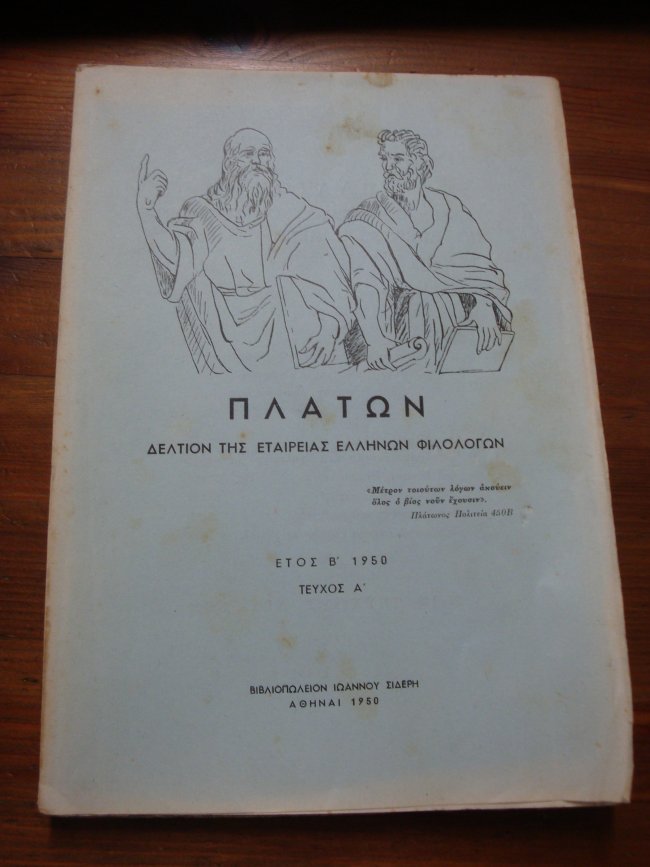 ΠΛΑΤΩΝ
ΔΕΛΤΙΟΝ ΤΗΣ ΕΤΑΙΡΕΙΑΣ ΕΛΛΗΝΩΝ ΦΙΛΟΛΟΓΩΝ
«Μέτρον τοιούτων λόγων ἀκούειν
ὅλος ὁ βίος νοῦν ἔχουσιν».
Πλάτωνος Πολιτεία 450Β
ΕΤΟΣ Β' 1950
ΤΕΥΧΟΣ Α'
ΒΙΒΛΙΟΠΩΛΕΙΟΝ ΙΩΑΝΝΟΥ ΣΙΔΕΡΗ
ΑΘΗΝΑΙ 1950